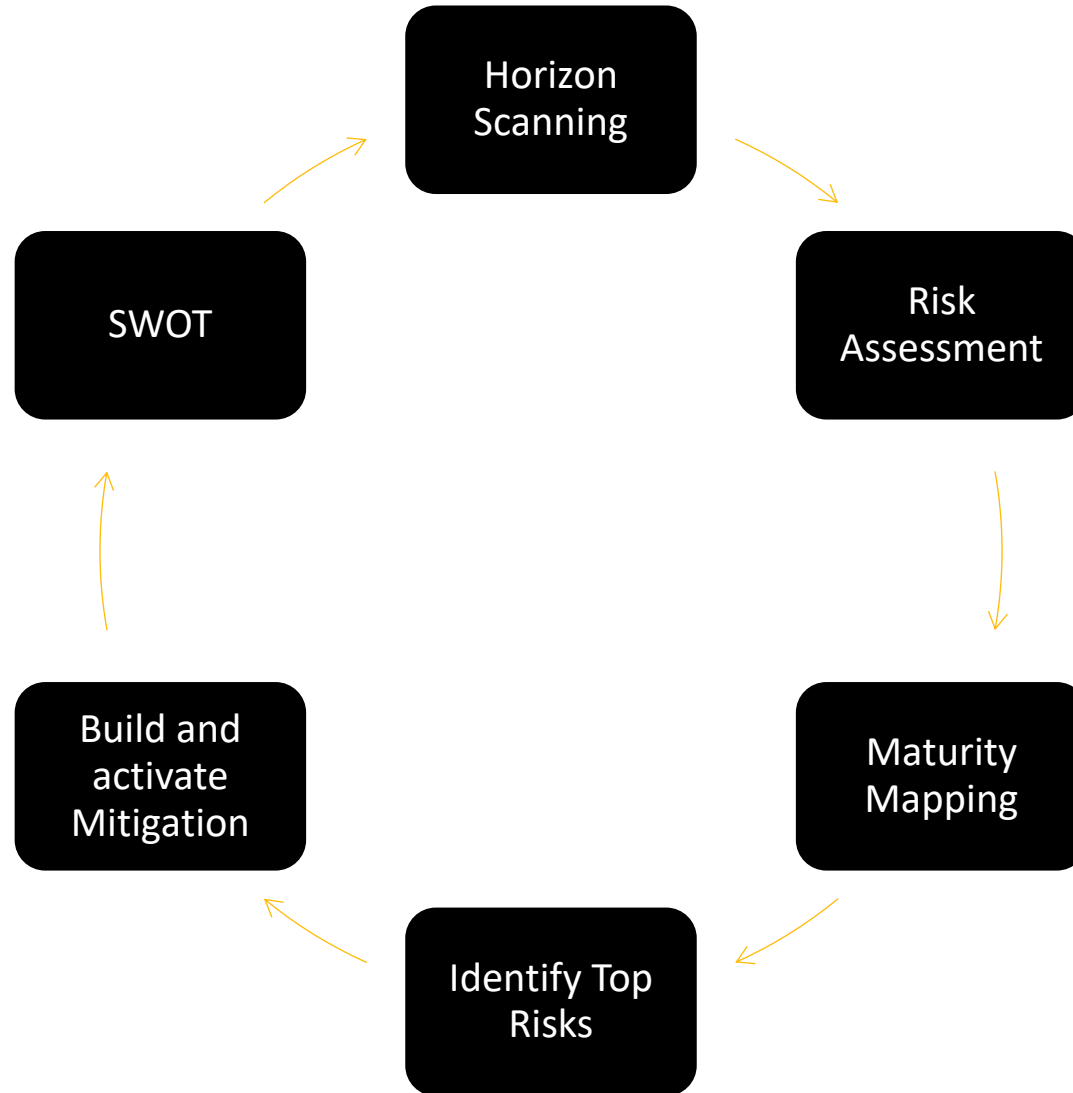 Horizon
Scanning
Risk
Assessment
Maturity
Mapping
Identify Top
Risks
Build and
activate
Mitigation
SWOT